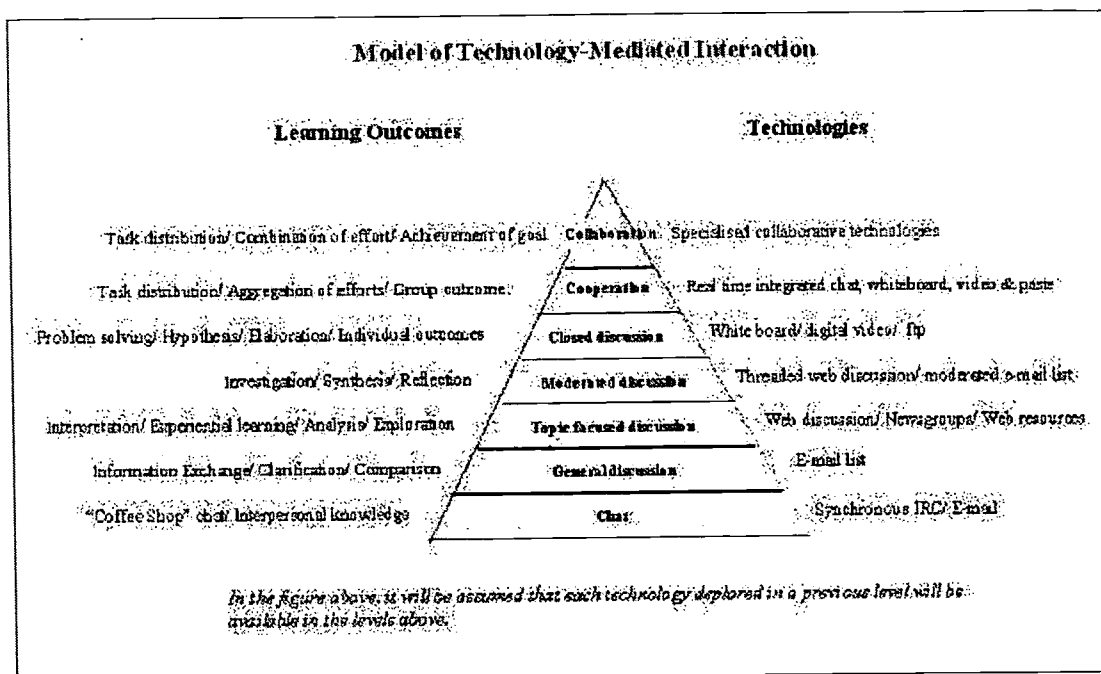 Model of Technology-Mediated Interaction
Learning Outcomes Technologies
Task distribution/ Combination of effort/ Achievement of goal Collaboration Specialised collaborative technologies
Task distribution/ Aggregation of efforts/ Group outcome Cooperation Real time integrated chat, whiteboard, video & paste
Problem solving/ Hypothesis/ Elaboration/ Individual outcomes Closed discussion White board/ digital video/ ftp
Investigation/ Synthesis/ Reflection Moderated discussion Threaded web discussion/ moderated e-mail list
Interpretation/ Experiential learning/ Analysis/ Exploration Topic focused discussion Web discussion/ Newsgroups/ Web resources
Information Exchange/ Clarification/ Comparison General discussion E-mail list
"Coffee Shop" chat/ Interpersonal knowledge Chat Synchronous IRC/ E-mail
In the figure above, it will be assumed that each technology deplored in a previous level will be
available in the levels above.